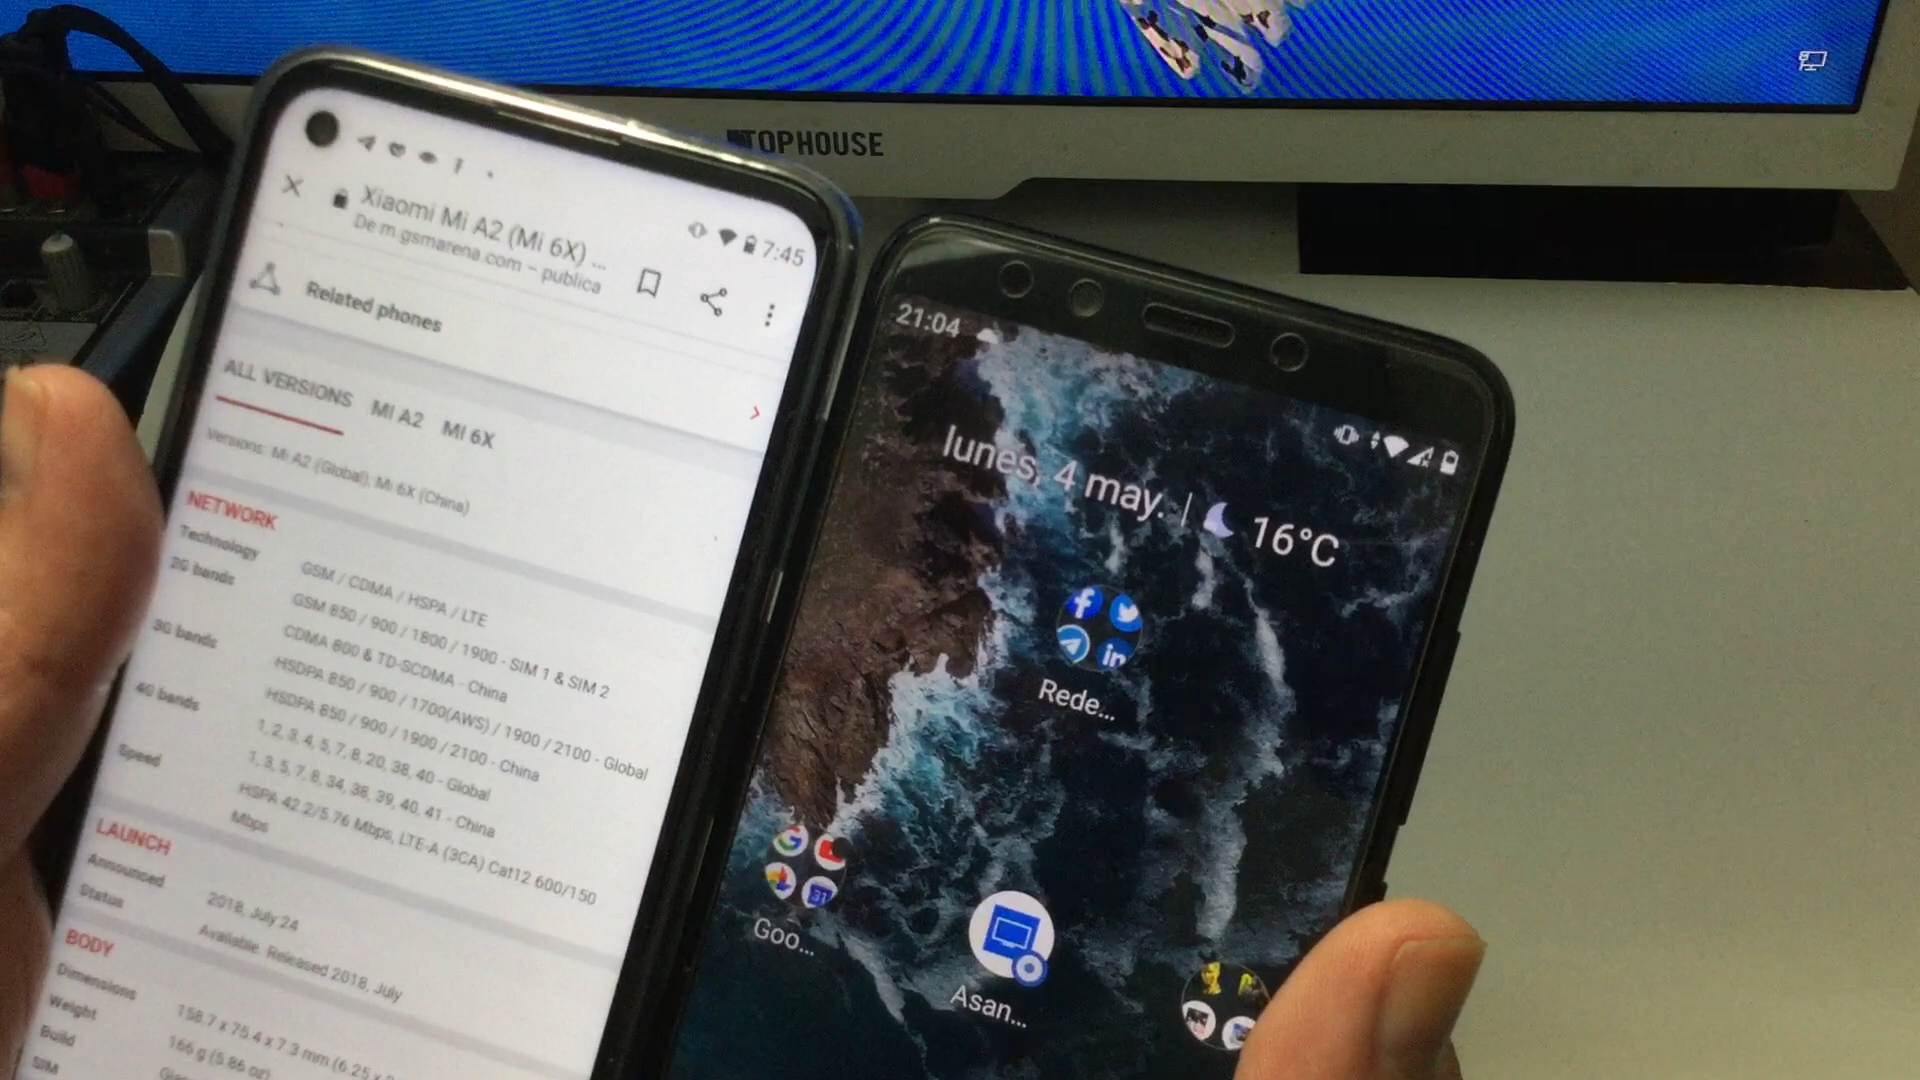 TOPHOUSE
7:45
Xiaomi Mi A2 (Mi 6X) ...
De m.gsmarena.com – publica
Related phones
ALL VERSIONS MI A2 MI 6X
Versions: Mi A2 (Global); Mi 6X (China)
NETWORK
Technology GSM / CDMA / HSPA / LTE
2G bands GSM 850 / 900 / 1800 / 1900 - SIM 1 & SIM 2
CDMA 800 & TD-SCDMA - China
3G bands HSDPA 850 / 900 / 1700(AWS) / 1900 / 2100 - Global
HSDPA 850 / 900 / 1900 / 2100 - China
4G bands 1, 2, 3, 4, 5, 7, 8, 20, 38, 40 - Global
1, 3, 5, 7, 8, 34, 38, 39, 40, 41 - China
Speed HSPA 42.2/5.76 Mbps, LTE-A (3CA) Cat12 600/150
Mbps
LAUNCH
Announced 2018, July 24
Status Available. Released 2018, July
BODY
Dimensions 158.7 x 75.4 x 7.3 mm (6.25 x
Weight 166 g (5.86 oz)
Build
SIM
21:04
lunes, 4 may. | 16°C
Rede...
31
Goo...
Asan...